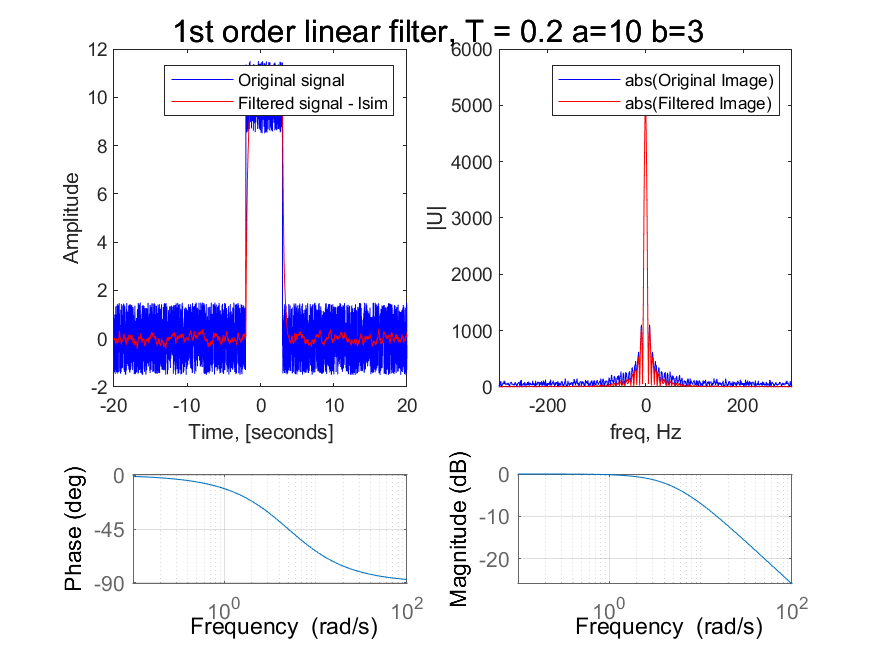 1st order linear filter, T = 0.2 a=10 b=3
12
10
8
6
4
2
0
-2
-20
-10
0
10
20
Amplitude
Time, [seconds]
Original signal
Filtered signal - lsim
6000
5000
4000
3000
2000
1000
0
-200
0
200
|U|
freq, Hz
abs(Original Image)
abs(Filtered Image)
0
-45
-90
Phase (deg)
10^0
10^2
Frequency (rad/s)
0
-10
-20
Magnitude (dB)
10^0
10^2
Frequency (rad/s)